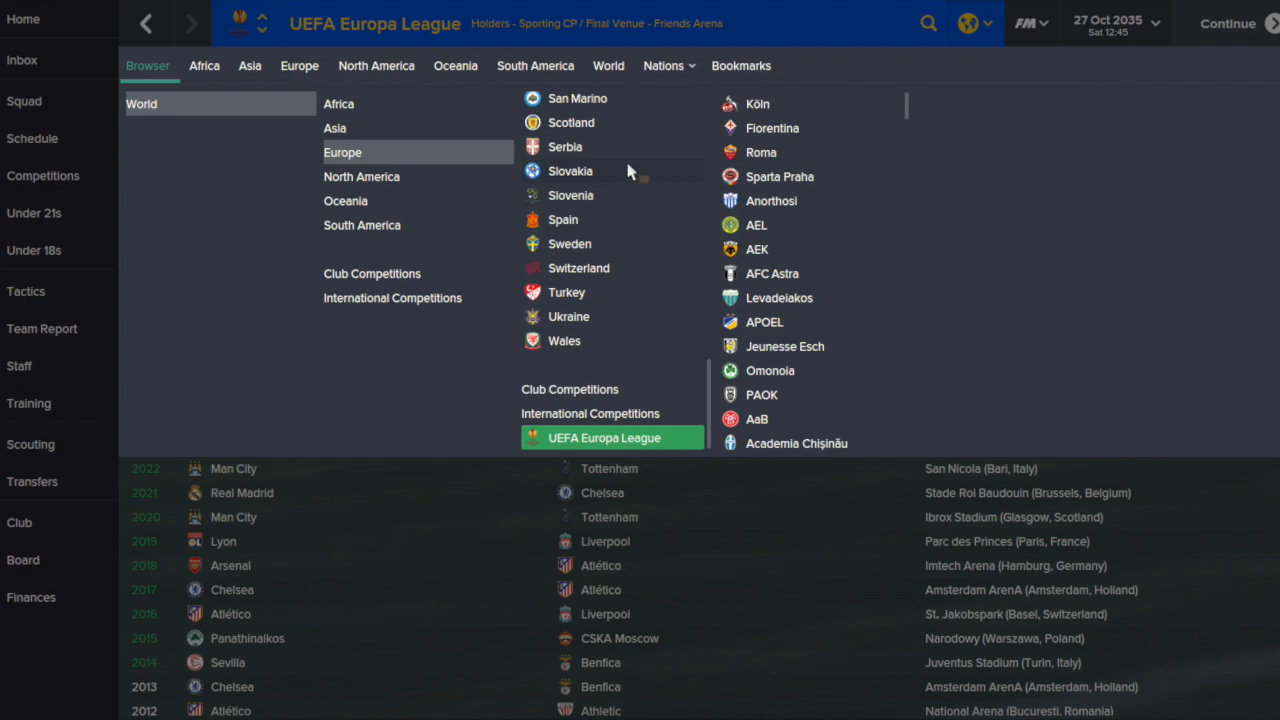 Home
Inbox
Squad
Schedule
Competitions
Under 21s
Under 18s
Tactics
Team Report
Staff
Training
Scouting
Transfers
Club
Board
Finances
UEFA Europa League Holders - Sporting CP / Final Venue - Friends Arena
FM
27 Oct 2035
Sat 12:45
Continue
Browser Africa Asia Europe North America Oceania South America World Nations Bookmarks
World
Africa
Asia
Europe
North America
Oceania
South America
Club Competitions
International Competitions
San Marino
Scotland
Serbia
Slovakia
Slovenia
Spain
Sweden
Switzerland
Turkey
Ukraine
Wales
Club Competitions
International Competitions
UEFA Europa League
Köln
Fiorentina
Roma
Sparta Praha
Anorthosi
AEL
AEK
AFC Astra
Levadeiakos
APOEL
Jeunesse Esch
Omonoia
PAOK
AaB
Academia Chișinău
2022 Man City Tottenham San Nicola (Bari, Italy)
2021 Real Madrid Chelsea Stade Roi Baudouin (Brussels, Belgium)
2020 Man City Tottenham Ibrox Stadium (Glasgow, Scotland)
2019 Lyon Liverpool Parc des Princes (Paris, France)
2018 Arsenal Atlético Imtech Arena (Hamburg, Germany)
2017 Chelsea Atlético Amsterdam ArenA (Amsterdam, Holland)
2016 Atlético Liverpool St. Jakobspark (Basel, Switzerland)
2015 Panathinaikos CSKA Moscow Narodowy (Warszawa, Poland)
2014 Sevilla Benfica Juventus Stadium (Turin, Italy)
2013 Chelsea Benfica Amsterdam ArenA (Amsterdam, Holland)
2012 Atlético Athletic National Arena (București, Romania)